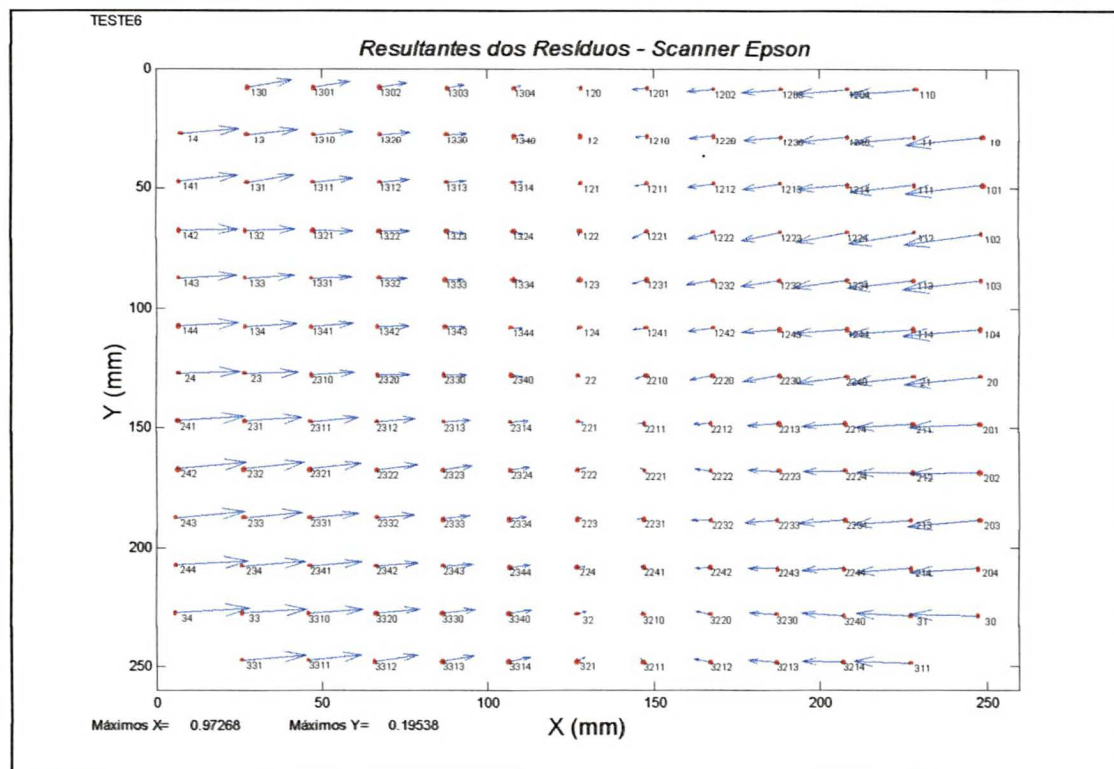 TESTE6
Resultantes dos Resíduos - Scanner Epson
0
130 1301 1302 1303 1304 120 1201 1202 1203 1204 110
14 13 1310 1320 1330 1340 12 1210 1220 1230 11 10
50
141 131 1311 1312 1313 1314 121 1211 1212 1213 1214 111 101
142 132 1321 1322 1323 1324 122 1221 1222 1223 1224 112 102
143 133 1331 1332 1333 1334 123 1231 1232 1232 1234 113 103
100
144 134 1341 1342 1343 1344 124 1241 1242 1243 114 104
24 23 2310 2320 2330 2340 22 2210 2220 2230 2240 21 20
Y (mm)
150
241 231 2311 2312 2313 2314 221 2211 2212 2213 2214 211 201
242 232 2321 2322 2323 2324 222 2221 2222 2223 2224 212 202
243 233 2331 2332 2333 2334 223 2231 2232 2233 2234 213 203
200
244 234 2341 2342 2343 2344 224 2241 2242 2243 2244 214 204
34 33 3310 3320 3330 3340 32 3210 3220 3230 3240 31 30
250
331 3311 3312 3313 3314 321 3211 3212 3213 3214 311
0 50 100 150 200 250
X (mm)
Máximos X= 0.97268 Máximos Y= 0.19538